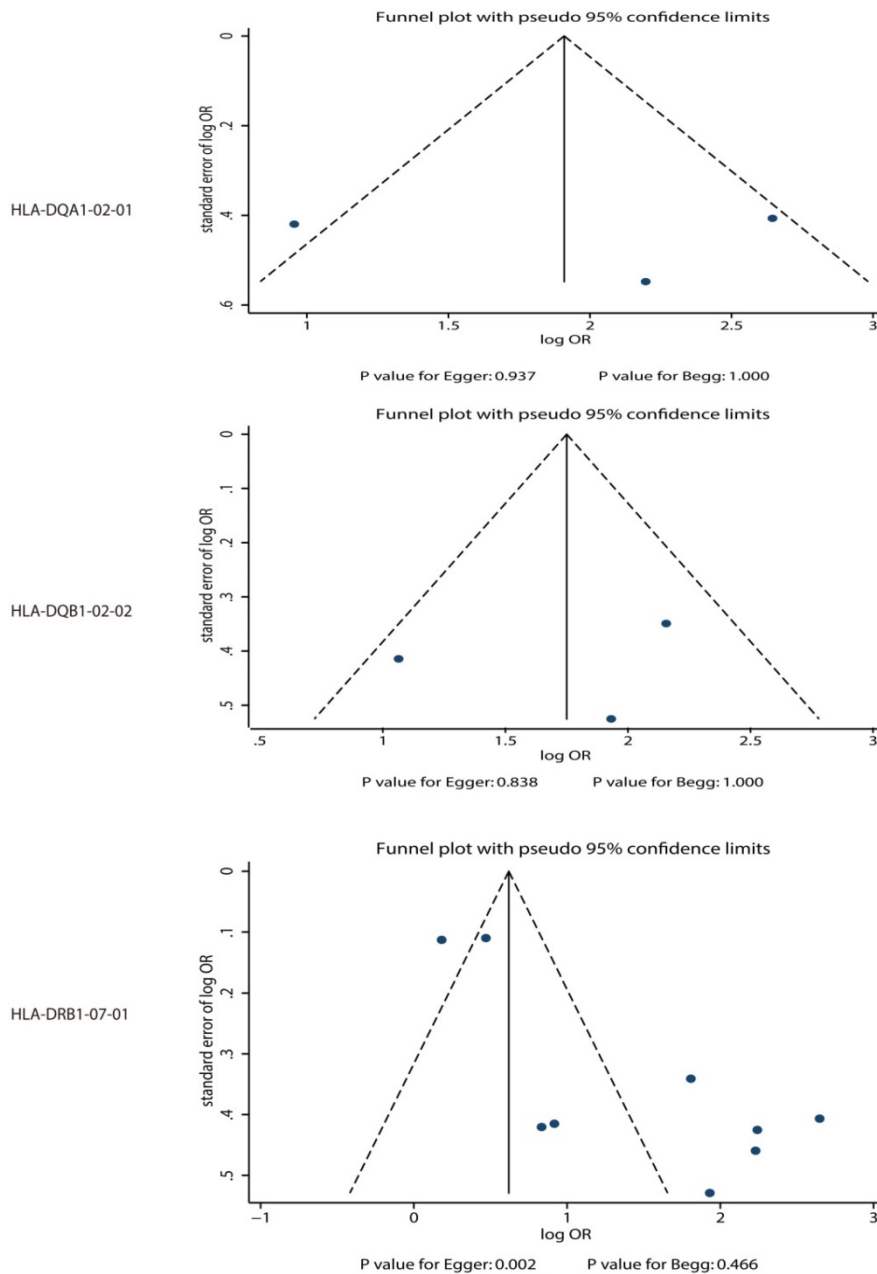 Funnel plot with pseudo 95% confidence limits
HLA-DQA1-02-01
standard error of log OR
0
.2
.4
.6
1
1.5
2
2.5
3
log OR
P value for Egger: 0.937 P value for Begg: 1.000
Funnel plot with pseudo 95% confidence limits
HLA-DQB1-02-02
standard error of log OR
0
.1
.2
.3
.4
.5
.5
1
1.5
2
2.5
3
log OR
P value for Egger: 0.838 P value for Begg: 1.000
Funnel plot with pseudo 95% confidence limits
HLA-DRB1-07-01
standard error of log OR
0
.1
.2
.3
.4
.5
−1
0
1
2
3
log OR
P value for Egger: 0.002 P value for Begg: 0.466